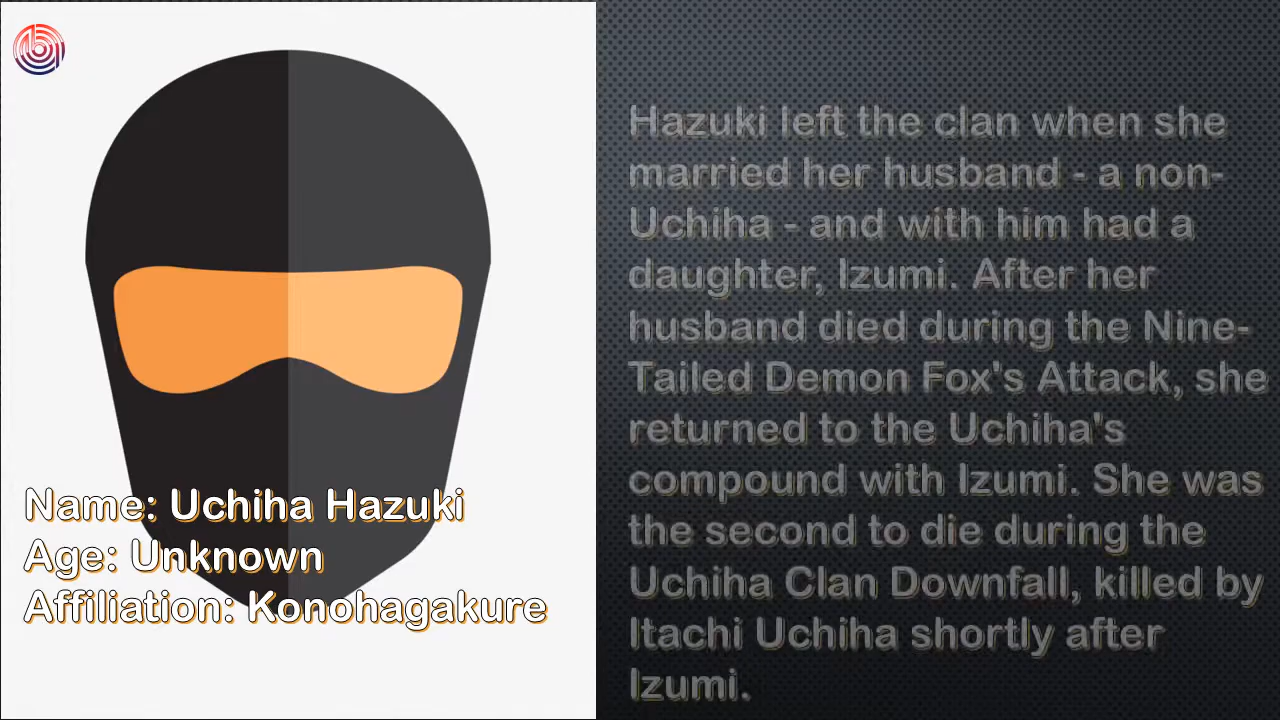 Name: Uchiha Hazuki
Age: Unknown
Affiliation: Konohagakure
Hazuki left the clan when she
married her husband - a non-
Uchiha - and with him had a
daughter, Izumi. After her
husband died during the Nine-
Tailed Demon Fox's Attack, she
returned to the Uchiha's
compound with Izumi. She was
the second to die during the
Uchiha Clan Downfall, killed by
Itachi Uchiha shortly after
Izumi.